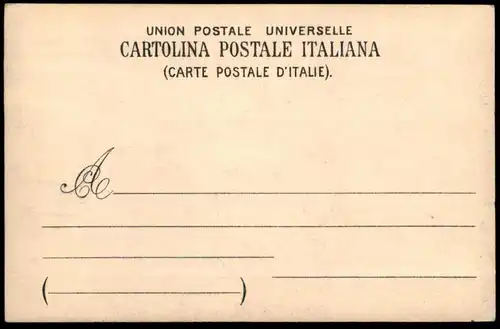 UNION POSTALE UNIVERSELLE
CARTOLINA POSTALE ITALIANA
(CARTE POSTALE D'ITALIE).
A